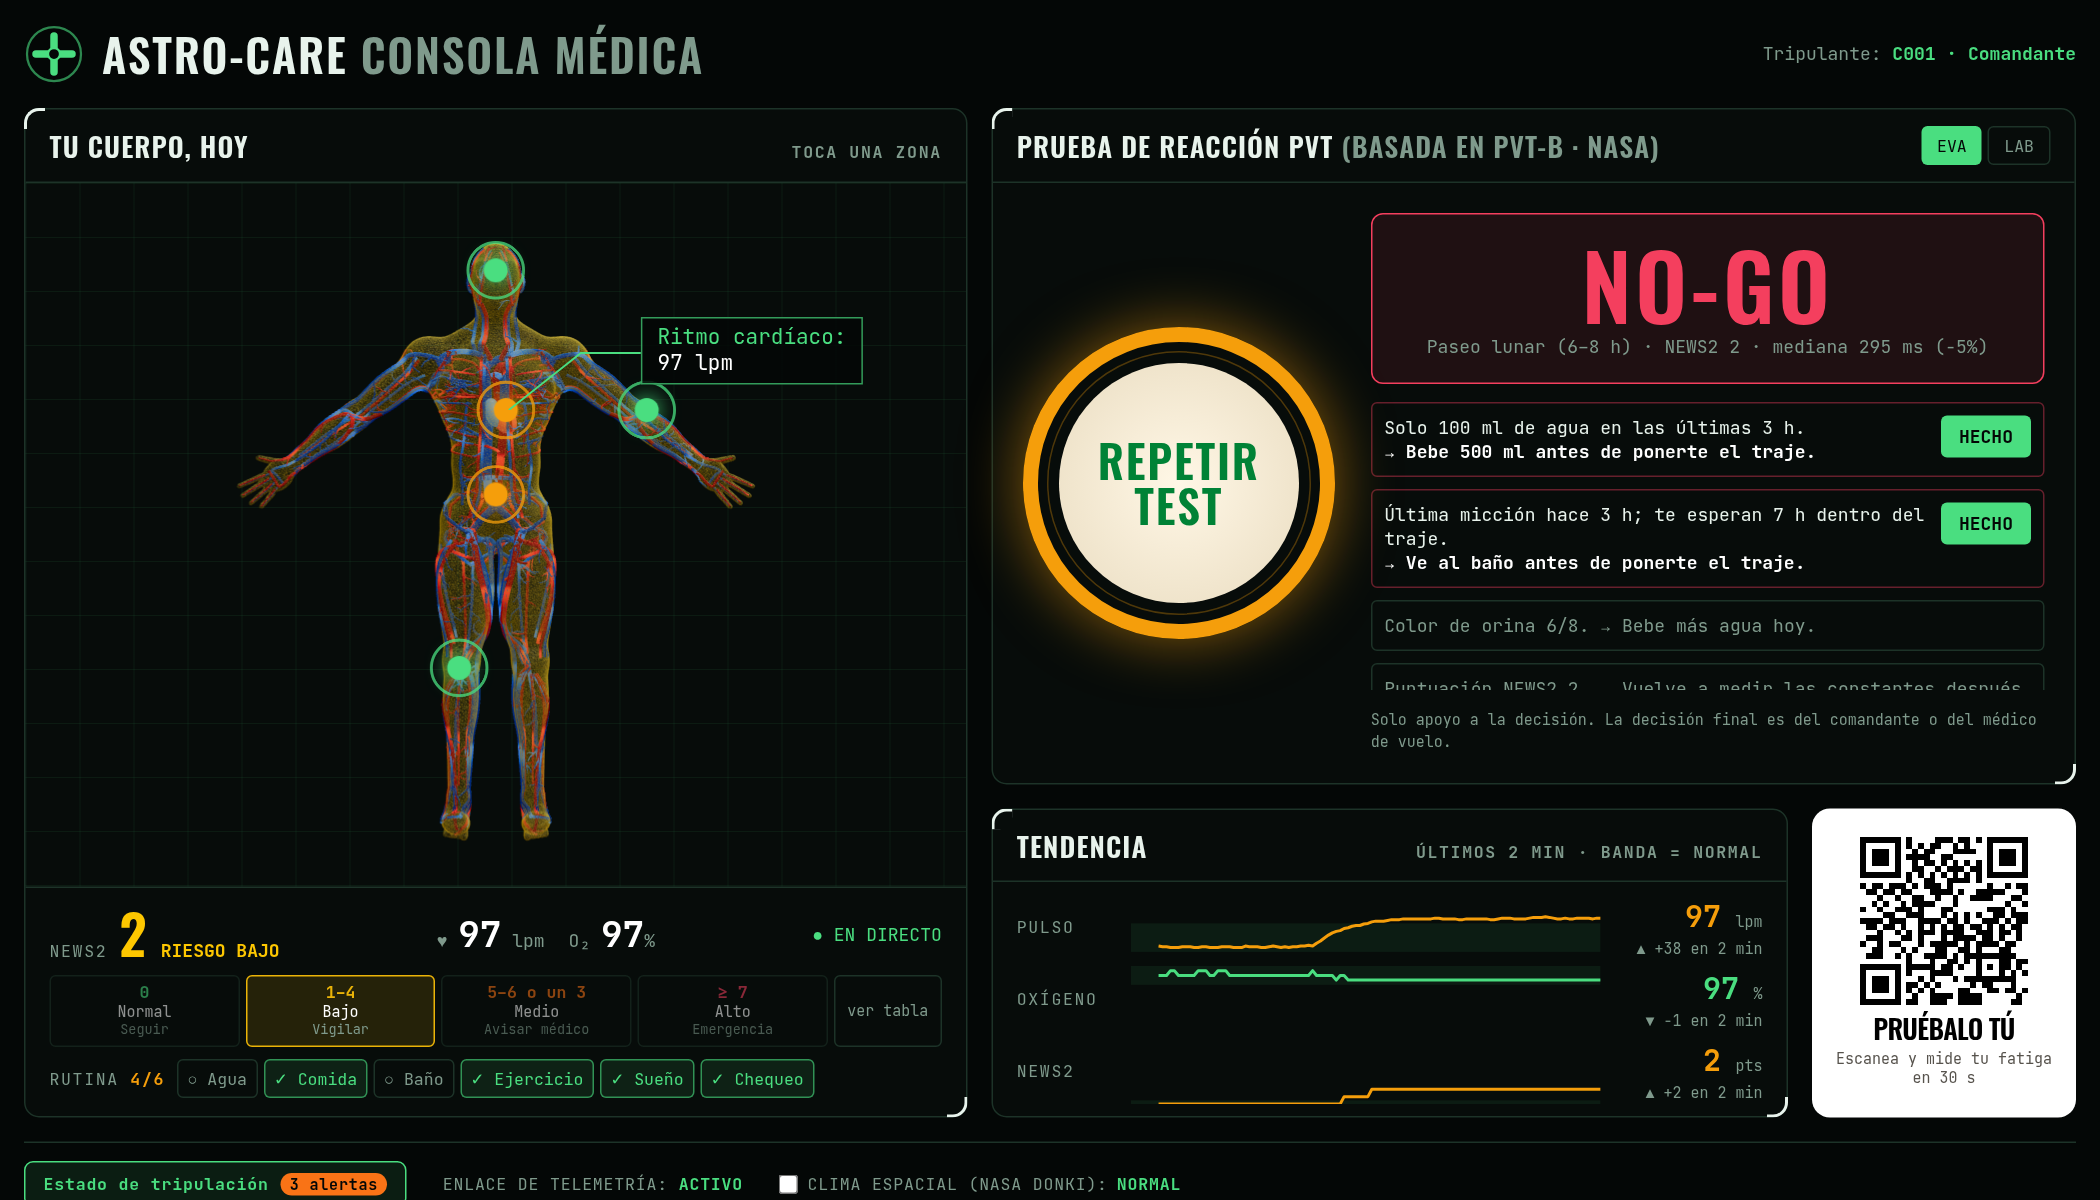 ASTRO-CARE CONSOLA MÉDICA
Tripulante: C001 · Comandante
TU CUERPO, HOY
TOCA UNA ZONA
Ritmo cardíaco:
97 lpm
NEWS2 2 RIESGO BAJO
♥ 97 lpm O₂ 97%
● EN DIRECTO
0
Normal
Seguir
1–4
Bajo
Vigilar
5–6 o un 3
Medio
Avisar médico
≥ 7
Alto
Emergencia
ver tabla
RUTINA 4/6
○ Agua
✓ Comida
○ Baño
✓ Ejercicio
✓ Sueño
✓ Chequeo
PRUEBA DE REACCIÓN PVT (BASADA EN PVT-B · NASA)
EVA
LAB
REPETIR
TEST
NO-GO
Paseo lunar (6–8 h) · NEWS2 2 · mediana 295 ms (-5%)
Solo 100 ml de agua en las últimas 3 h.
→ Bebe 500 ml antes de ponerte el traje.
HECHO
Última micción hace 3 h; te esperan 7 h dentro del
traje.
→ Ve al baño antes de ponerte el traje.
HECHO
Color de orina 6/8. → Bebe más agua hoy.
Puntuación NEWS2 2. → Vuelve a medir las constantes después
Solo apoyo a la decisión. La decisión final es del comandante o del médico
de vuelo.
TENDENCIA
ÚLTIMOS 2 MIN · BANDA = NORMAL
PULSO
97 lpm
▲ +38 en 2 min
OXÍGENO
97 %
▼ -1 en 2 min
NEWS2
2 pts
▲ +2 en 2 min
PRUÉBALO TÚ
Escanea y mide tu fatiga
en 30 s
Estado de tripulación 3 alertas
ENLACE DE TELEMETRÍA: ACTIVO
CLIMA ESPACIAL (NASA DONKI): NORMAL